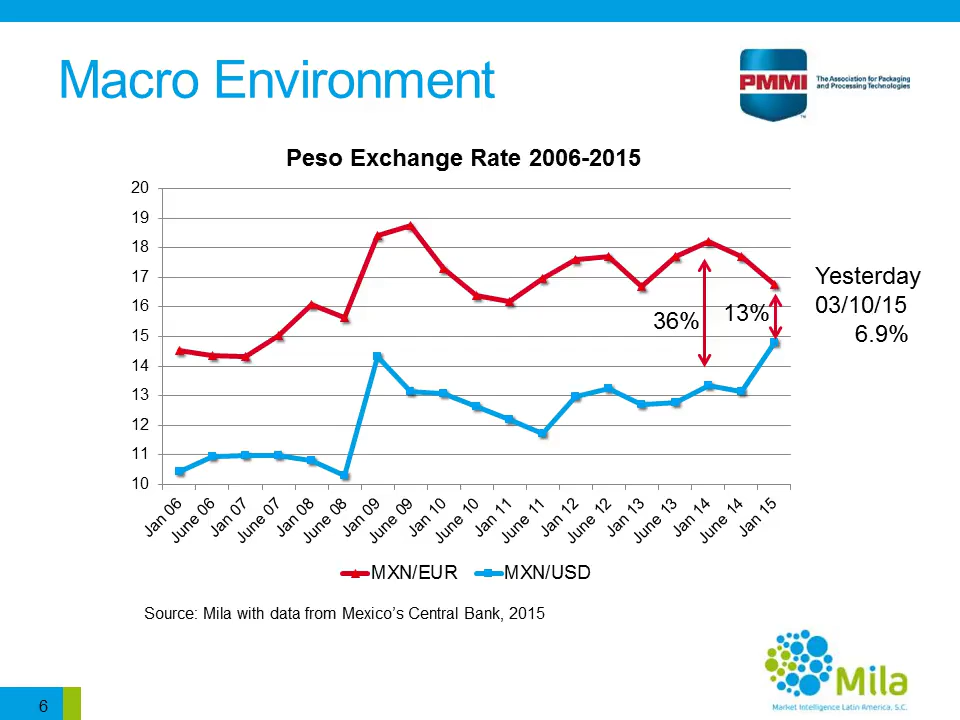 Macro Environment
PMMI
The Association for Packaging
and Processing Technologies
TM
Peso Exchange Rate 2006-2015
20
19
18
17
16
15
14
13
12
11
10
36%
13%
Yesterday
03/10/15
6.9%
Jan 06
June 06
Jan 07
June 07
Jan 08
June 08
Jan 09
June 09
Jan 10
June 10
Jan 11
June 11
Jan 12
June 12
Jan 13
June 13
Jan 14
June 14
Jan 15
MXN/EUR
MXN/USD
Source: Mila with data from Mexico’s Central Bank, 2015
Mila
Market Intelligence Latin America, S.C.
6